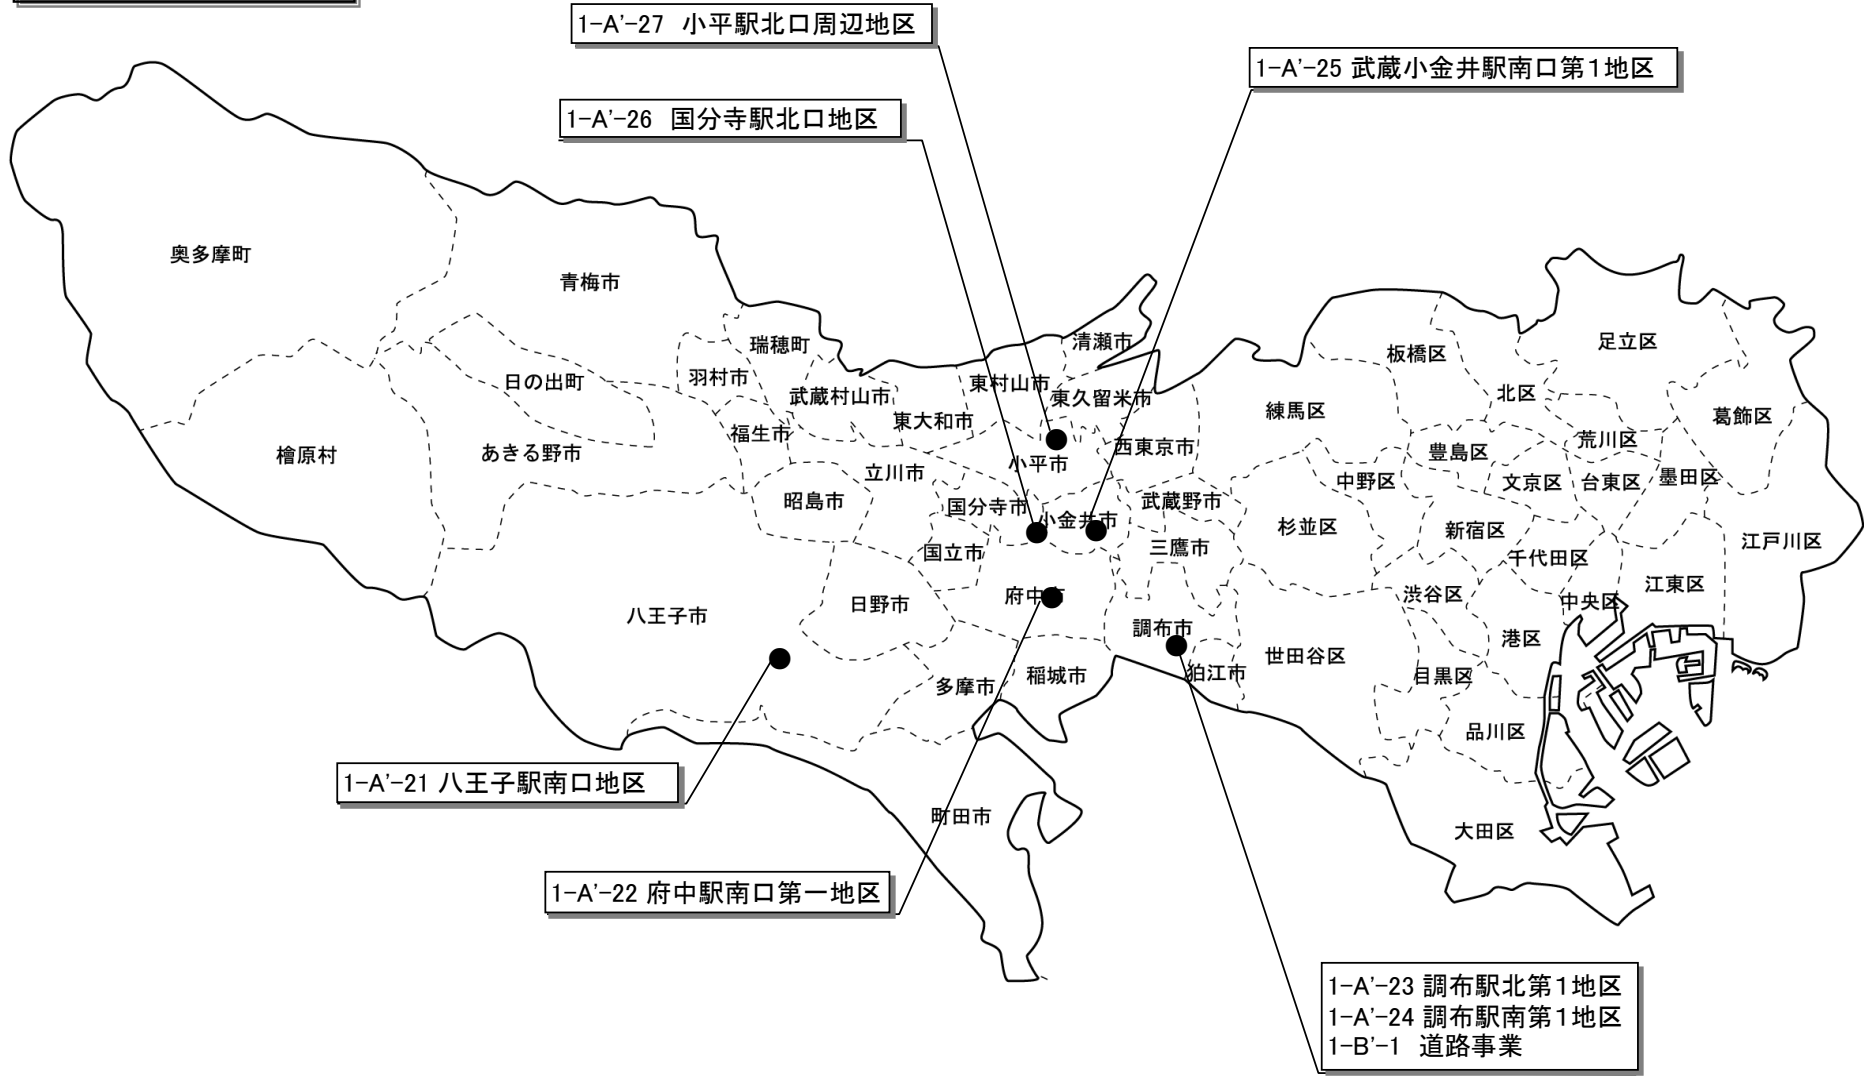 1-A'-27 小平駅北口周辺地区
1-A'-25 武蔵小金井駅南口第1地区
1-A'-26 国分寺駅北口地区
奥多摩町
青梅市
清瀬市
瑞穂町
足立区
板橋区
羽村市
日の出町
東村山市
武蔵村山市
東久留米市
北区
練馬区
葛飾区
東大和市
福生市
荒川区
西東京市
あきる野市
檜原村
豊島区
小平市
立川市
中野区
文京区
台東区
墨田区
昭島市
武蔵野市
国分寺市
小金井市
杉並区
新宿区
江戸川区
三鷹市
国立市
千代田区
江東区
渋谷区
中央区
府中市
日野市
八王子市
調布市
港区
世田谷区
狛江市
稲城市
目黒区
多摩市
品川区
1-A'-21 八王子駅南口地区
町田市
大田区
1-A'-22 府中駅南口第一地区
1-A'-23 調布駅北第1地区
1-A'-24 調布駅南第1地区
1-B'-1 道路事業